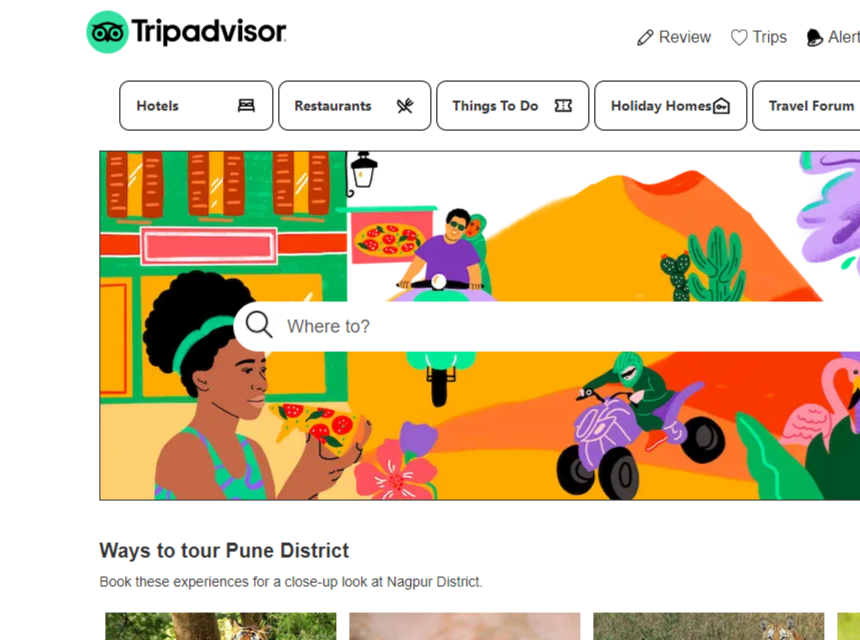 Tripadvisor
Review Trips Alert
Hotels Restaurants Things To Do Holiday Homes Travel Forum
Where to?
Ways to tour Pune District
Book these experiences for a close-up look at Nagpur District.